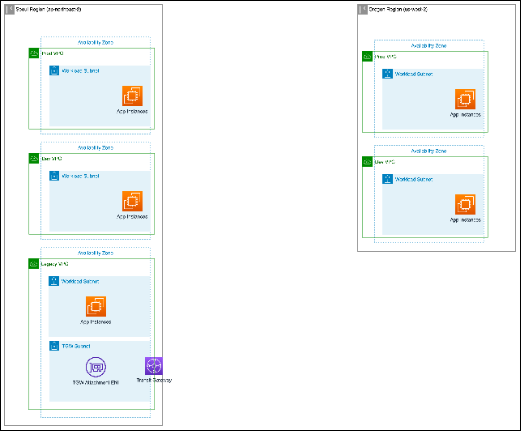 Seoul Region (ap-northeast-2)
Availability Zone
Prod VPC
Workload Subnet
App Instances
Availability Zone
Dev VPC
Workload Subnet
App Instances
Availability Zone
Legacy VPC
Workload Subnet
App Instances
TGW Subnet
TGW Attachment ENI
Transit Gateway
Oregon Region (us-west-2)
Availability Zone
Prod VPC
Workload Subnet
App Instances
Availability Zone
Dev VPC
Workload Subnet
App Instances